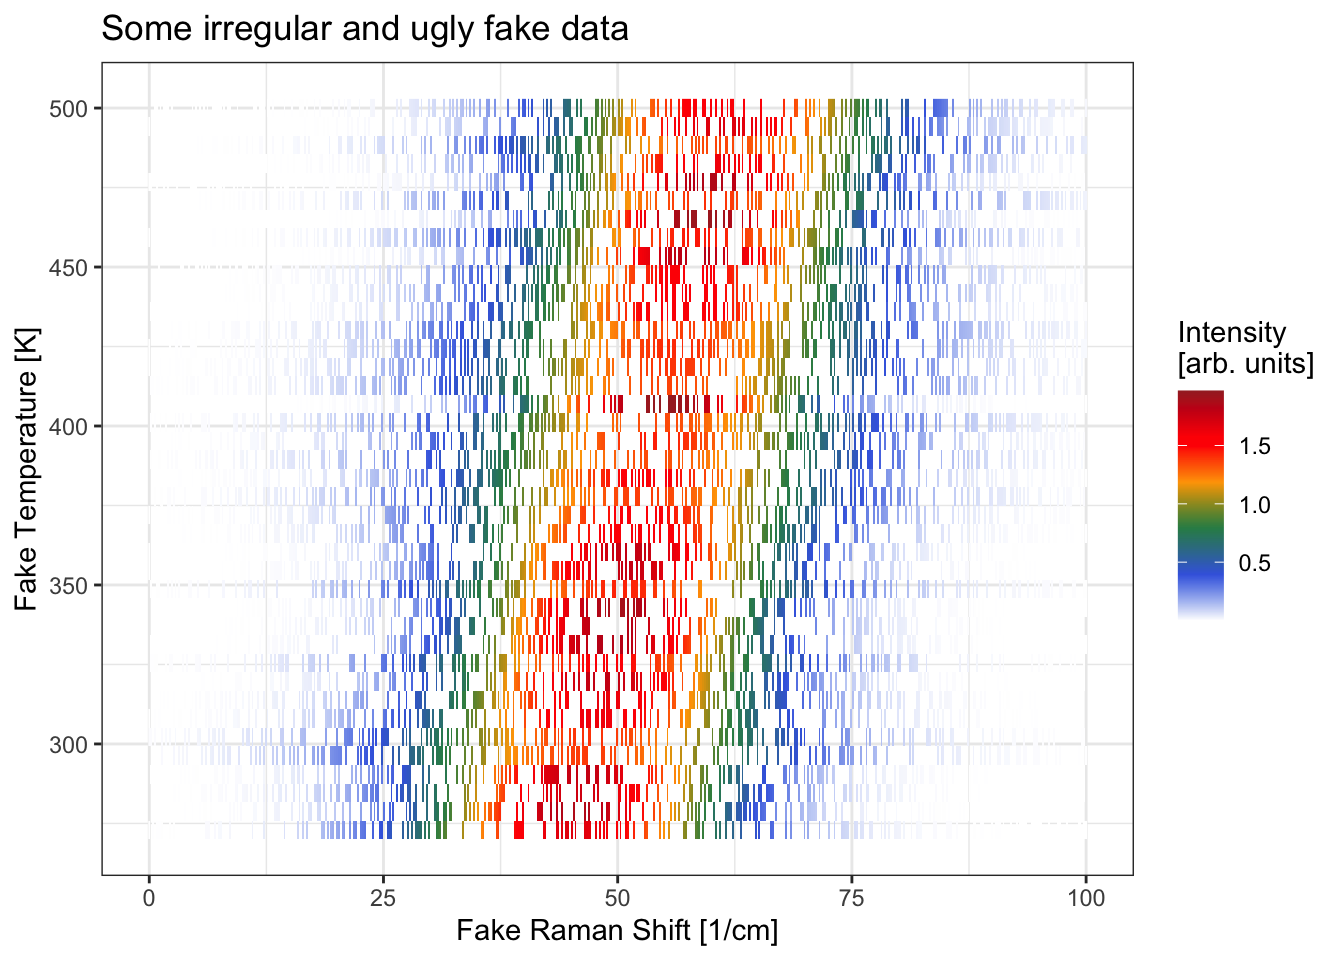 Some irregular and ugly fake data
500
450
400
350
300
Fake Temperature [K]
0
25
50
75
100
Fake Raman Shift [1/cm]
Intensity
[arb. units]
1.5
1.0
0.5